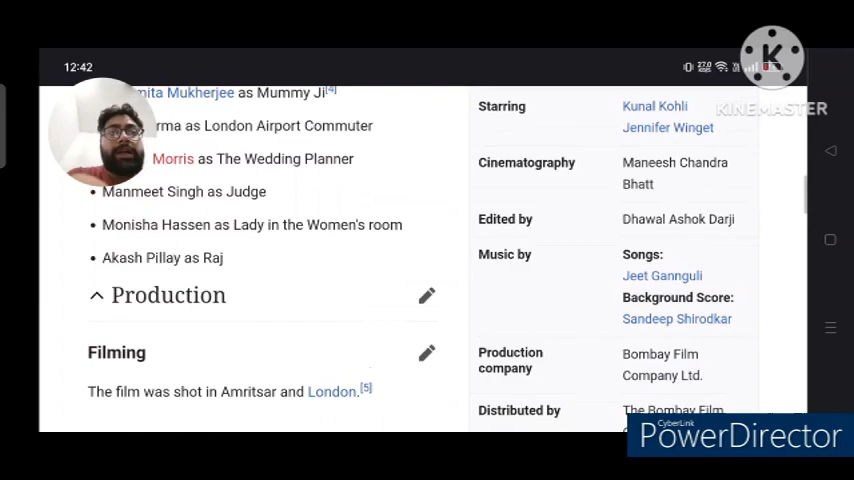 12:42
27.0
KINEMASTER
mita Mukherjee as Mummy Ji[4]
rma as London Airport Commuter
Morris as The Wedding Planner
• Manmeet Singh as Judge
• Monisha Hassen as Lady in the Women's room
• Akash Pillay as Raj
Production
Filming
The film was shot in Amritsar and London.[5]
Starring
Kunal Kohli
Jennifer Winget
Cinematography
Maneesh Chandra
Bhatt
Edited by
Dhawal Ashok Darji
Music by
Songs:
Jeet Gannguli
Background Score:
Sandeep Shirodkar
Production
company
Bombay Film
Company Ltd.
Distributed by
The Bombay Film
CyberLink
PowerDirector